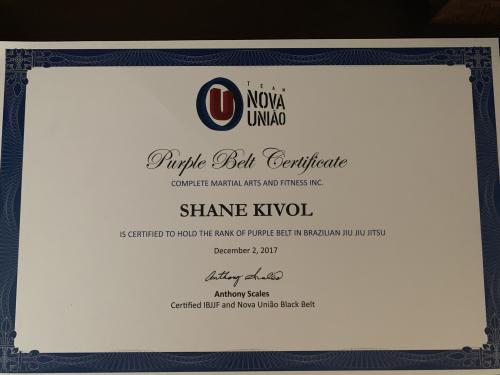 TEAM
NOVA
UNIÃO
U
Purple Belt Certificate
COMPLETE MARTIAL ARTS AND FITNESS INC.
SHANE KIVOL
IS CERTIFIED TO HOLD THE RANK OF PURPLE BELT IN BRAZILIAN JIU JIU JITSU
December 2, 2017
Anthony Scales
Anthony Scales
Certified IBJJF and Nova União Black Belt